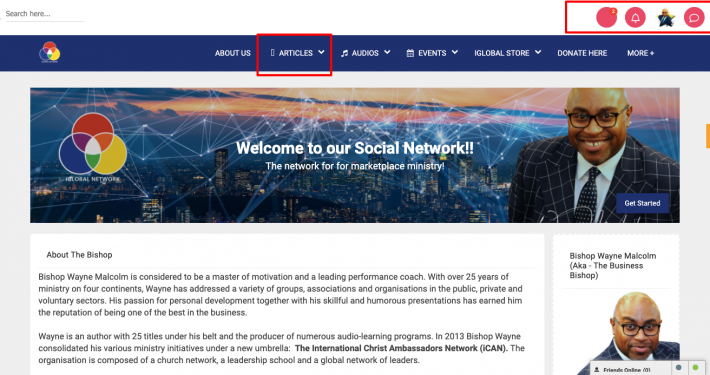 Search here...
2
ABOUT US ARTICLES AUDIOS EVENTS IGLOBAL STORE DONATE HERE MORE +
IGLOBAL NETWORK
Welcome to our Social Network!!
The network for for marketplace ministry!
Get Started
About The Bishop
Bishop Wayne Malcolm is considered to be a master of motivation and a leading performance coach. With over 25 years of
ministry on four continents, Wayne has addressed a variety of groups, associations and organisations in the public, private and
voluntary sectors. His passion for personal development together with his skillful and humorous presentations has earned him
the reputation of being one of the best in the business.
Wayne is an author with 25 titles under his belt and the producer of numerous audio-learning programs. In 2013 Bishop Wayne
consolidated his various ministry initiatives under a new umbrella: The International Christ Ambassadors Network (iCAN). The
organisation is composed of a church network, a leadership school and a global network of leaders.
Bishop Wayne Malcolm
(Aka - The Business
Bishop)
Friends Online (0)